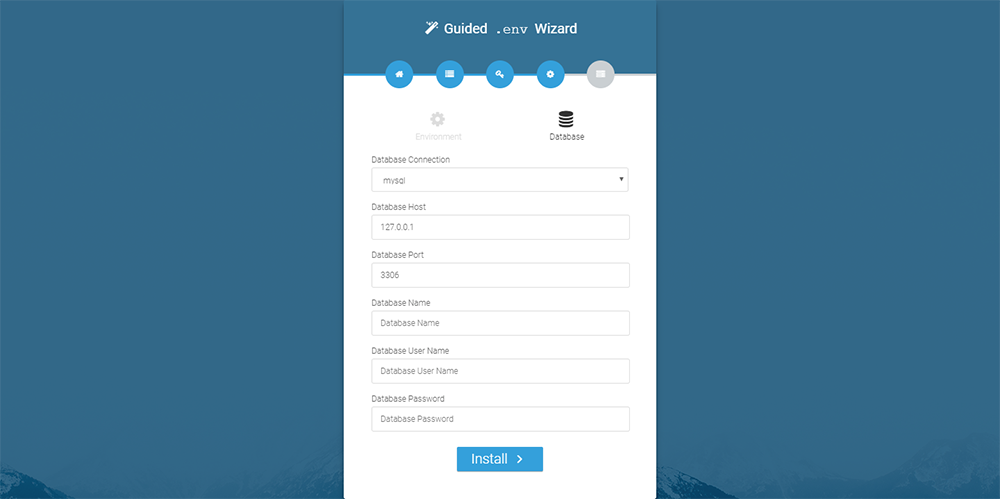 Guided .env Wizard
Environment
Database
Database Connection
mysql
Database Host
127.0.0.1
Database Port
3306
Database Name
Database Name
Database User Name
Database User Name
Database Password
Database Password
Install